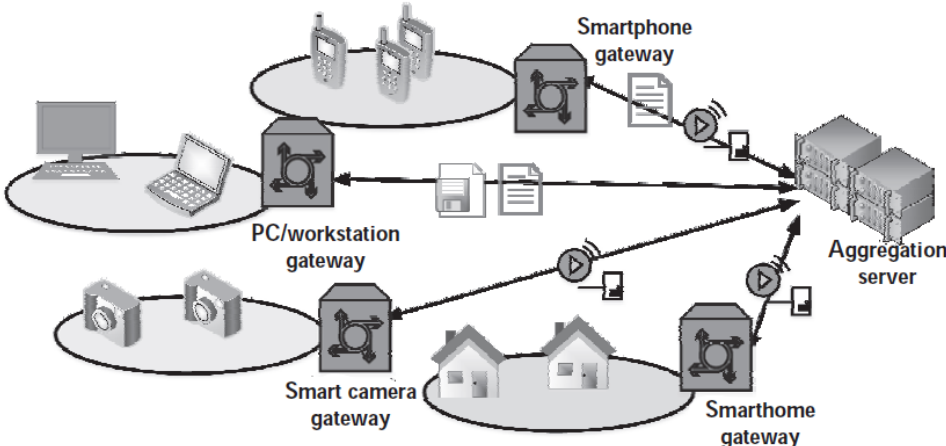 Smartphone
gateway
PC/workstation
gateway
Aggregation
server
Smart camera
gateway
Smarthome
gateway